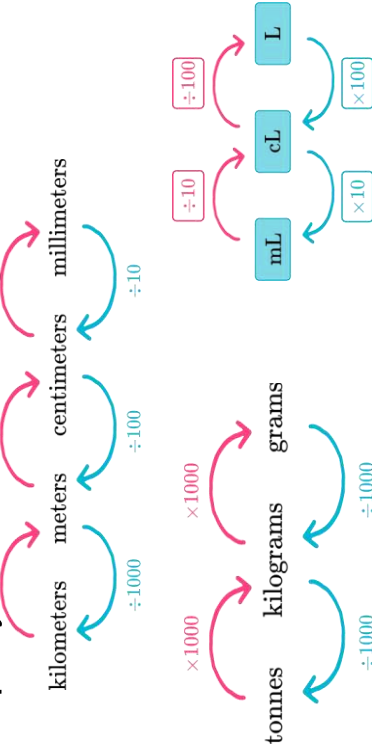 kilometers meters centimeters millimeters
÷1000 ÷100 ÷10
×1000 ×1000
tonnes kilograms grams
÷1000 ÷1000
÷10 ÷100
mL cL L
×10 ×100